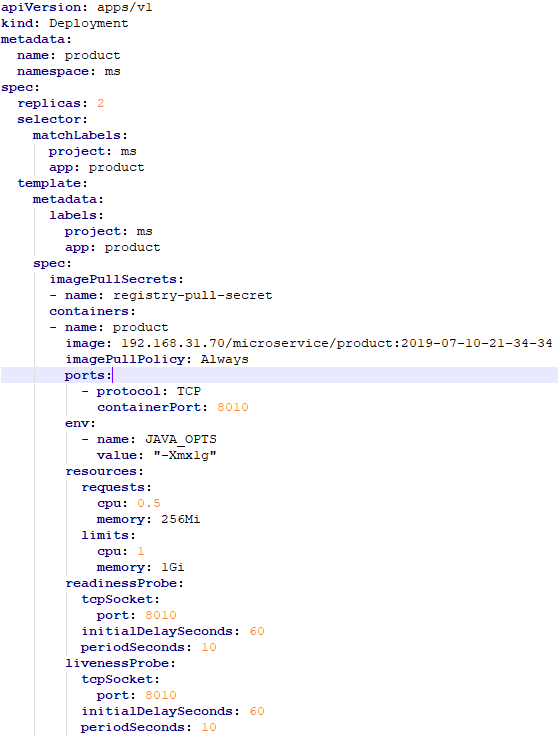 apiVersion: apps/v1
kind: Deployment
metadata:
  name: product
  namespace: ms
spec:
  replicas: 2
  selector:
    matchLabels:
      project: ms
      app: product
  template:
    metadata:
      labels:
        project: ms
        app: product
    spec:
      imagePullSecrets:
      - name: registry-pull-secret
      containers:
      - name: product
        image: 192.168.31.70/microservice/product:2019-07-10-21-34-34
        imagePullPolicy: Always
        ports:
          - protocol: TCP
            containerPort: 8010
        env:
          - name: JAVA_OPTS
            value: "-Xmx1g"
        resources:
          requests:
            cpu: 0.5
            memory: 256Mi
          limits:
            cpu: 1
            memory: 1Gi
        readinessProbe:
          tcpSocket:
            port: 8010
          initialDelaySeconds: 60
          periodSeconds: 10
        livenessProbe:
          tcpSocket:
            port: 8010
          initialDelaySeconds: 60
          periodSeconds: 10